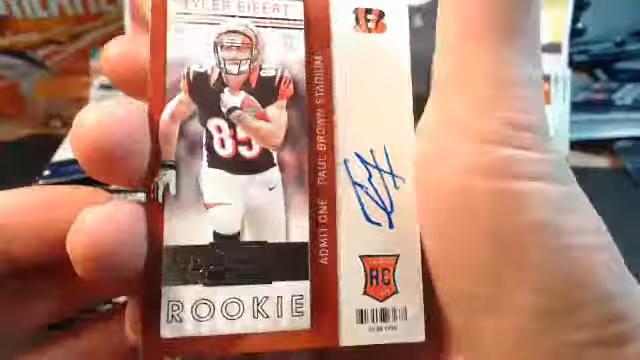 TYLER EIFERT
85
ADMIT ONE PAUL BROWN STADIUM
RC
ROOKIE